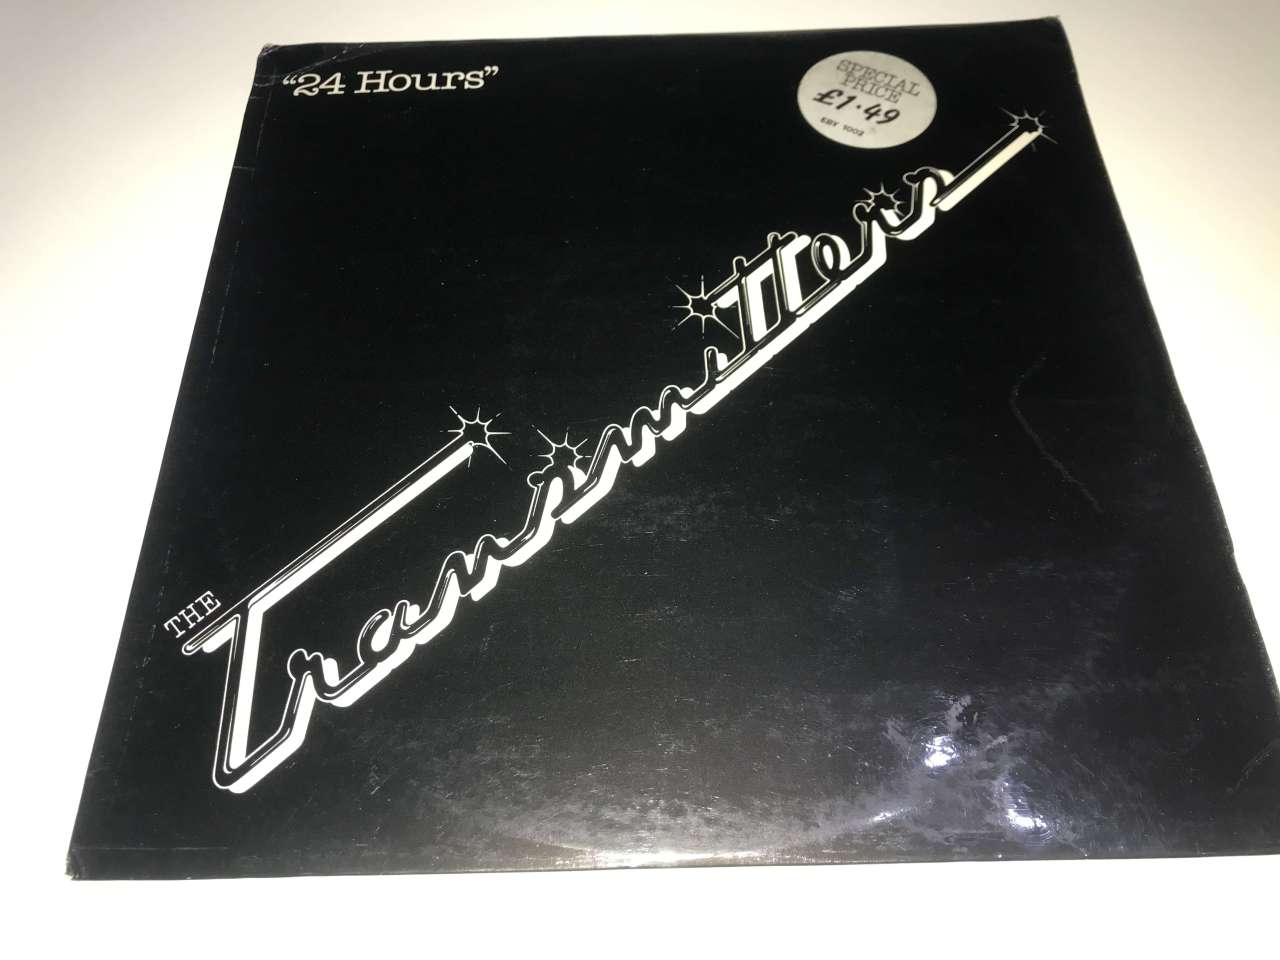 “24 Hours”
SPECIAL
PRICE
£1.49
EBY 1002
THE
Transmitters